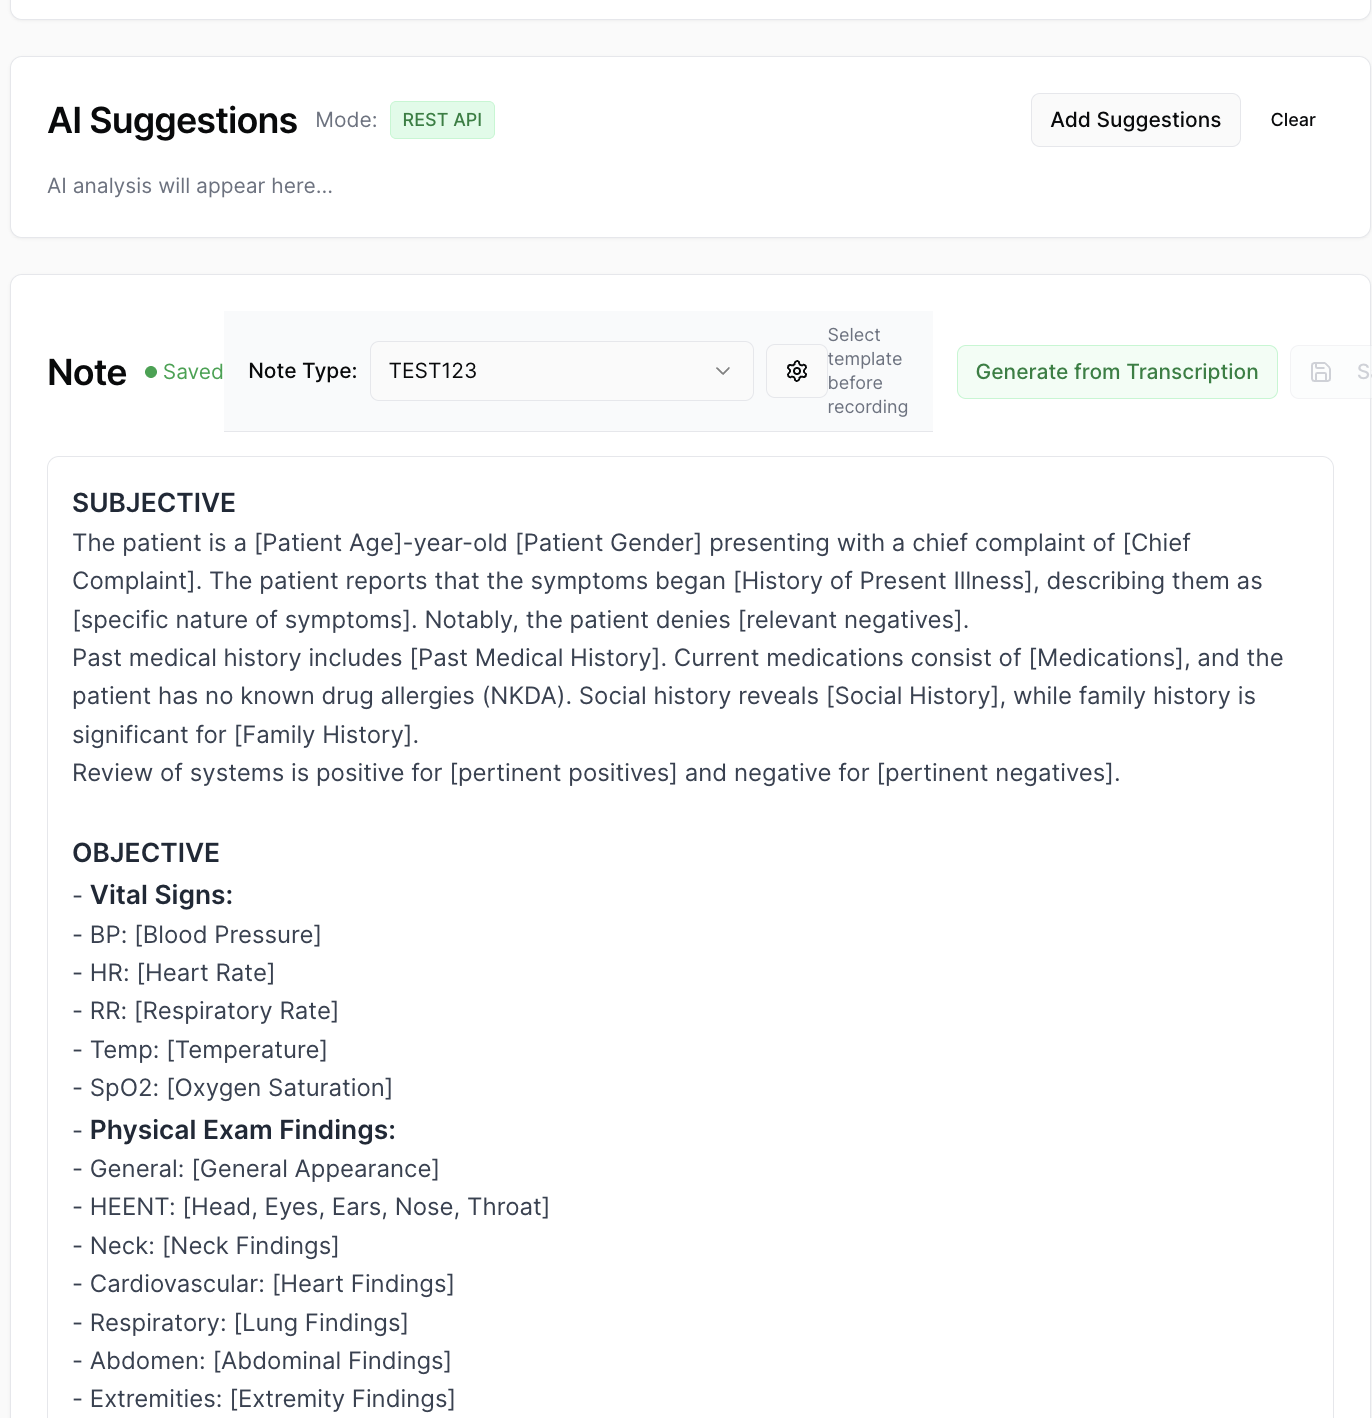 AI Suggestions Mode: REST API Add Suggestions Clear
AI analysis will appear here...
Note Saved Note Type: TEST123
Select
template
before
recording
Generate from Transcription S
SUBJECTIVE
The patient is a [Patient Age]-year-old [Patient Gender] presenting with a chief complaint of [Chief
Complaint]. The patient reports that the symptoms began [History of Present Illness], describing them as
[specific nature of symptoms]. Notably, the patient denies [relevant negatives].
Past medical history includes [Past Medical History]. Current medications consist of [Medications], and the
patient has no known drug allergies (NKDA). Social history reveals [Social History], while family history is
significant for [Family History].
Review of systems is positive for [pertinent positives] and negative for [pertinent negatives].
OBJECTIVE
- Vital Signs:
- BP: [Blood Pressure]
- HR: [Heart Rate]
- RR: [Respiratory Rate]
- Temp: [Temperature]
- SpO2: [Oxygen Saturation]
- Physical Exam Findings:
- General: [General Appearance]
- HEENT: [Head, Eyes, Ears, Nose, Throat]
- Neck: [Neck Findings]
- Cardiovascular: [Heart Findings]
- Respiratory: [Lung Findings]
- Abdomen: [Abdominal Findings]
- Extremities: [Extremity Findings]